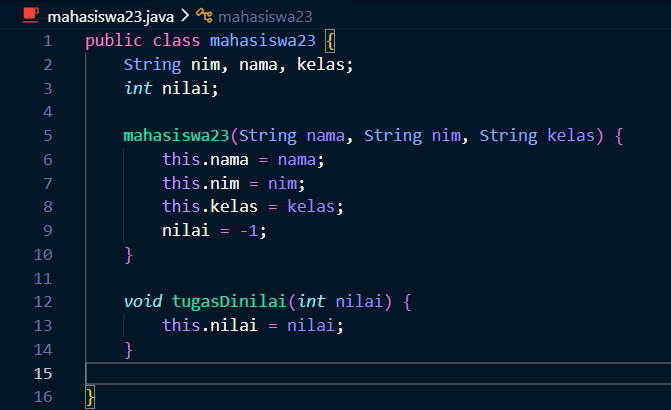 mahasiswa23.java > mahasiswa23
1 public class mahasiswa23 {
2 String nim, nama, kelas;
3 int nilai;
4
5 mahasiswa23(String nama, String nim, String kelas) {
6 this.nama = nama;
7 this.nim = nim;
8 this.kelas = kelas;
9 nilai = -1;
10 }
11
12 void tugasDinilai(int nilai) {
13 this.nilai = nilai;
14 }
15
16 }